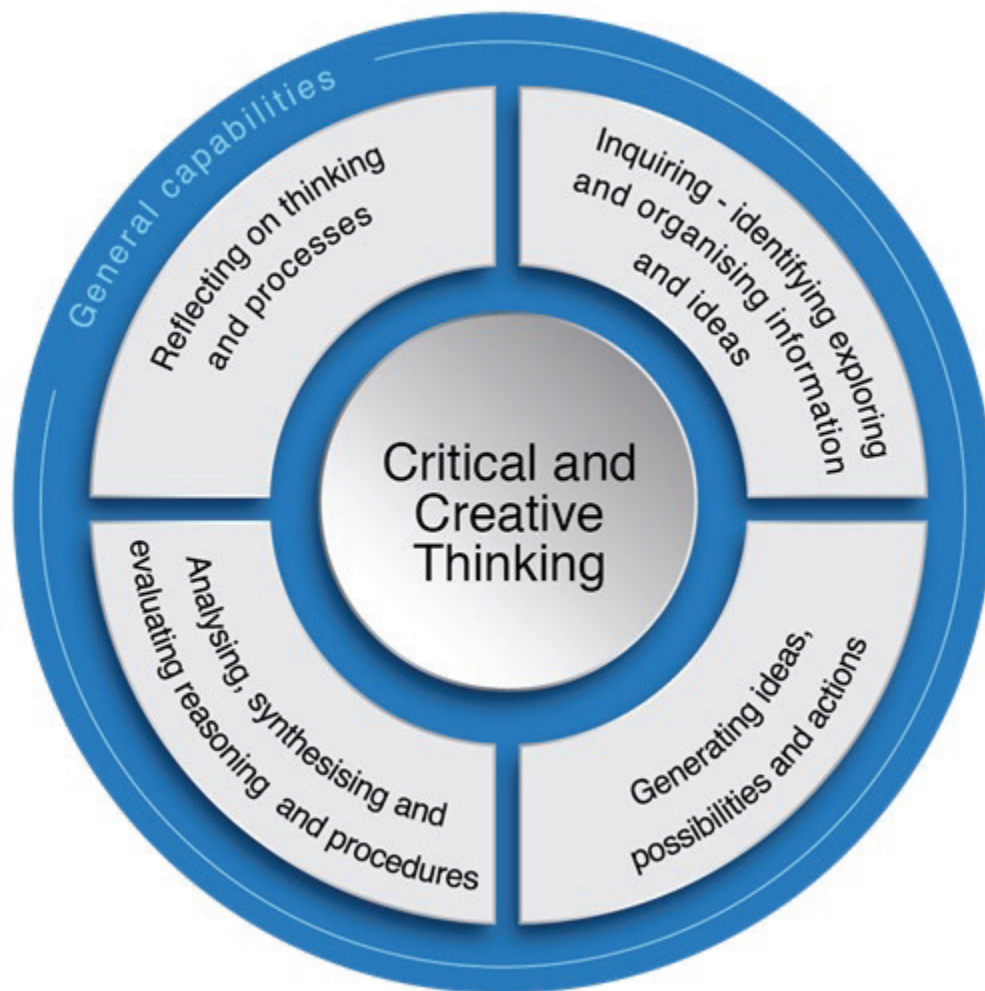 General capabilities
Reflecting on thinking
and processes
Inquiring - identifying exploring
and organising information
and ideas
Critical and
Creative
Thinking
Analysing, synthesising and
evaluating reasoning and procedures
Generating ideas,
possibilities and actions